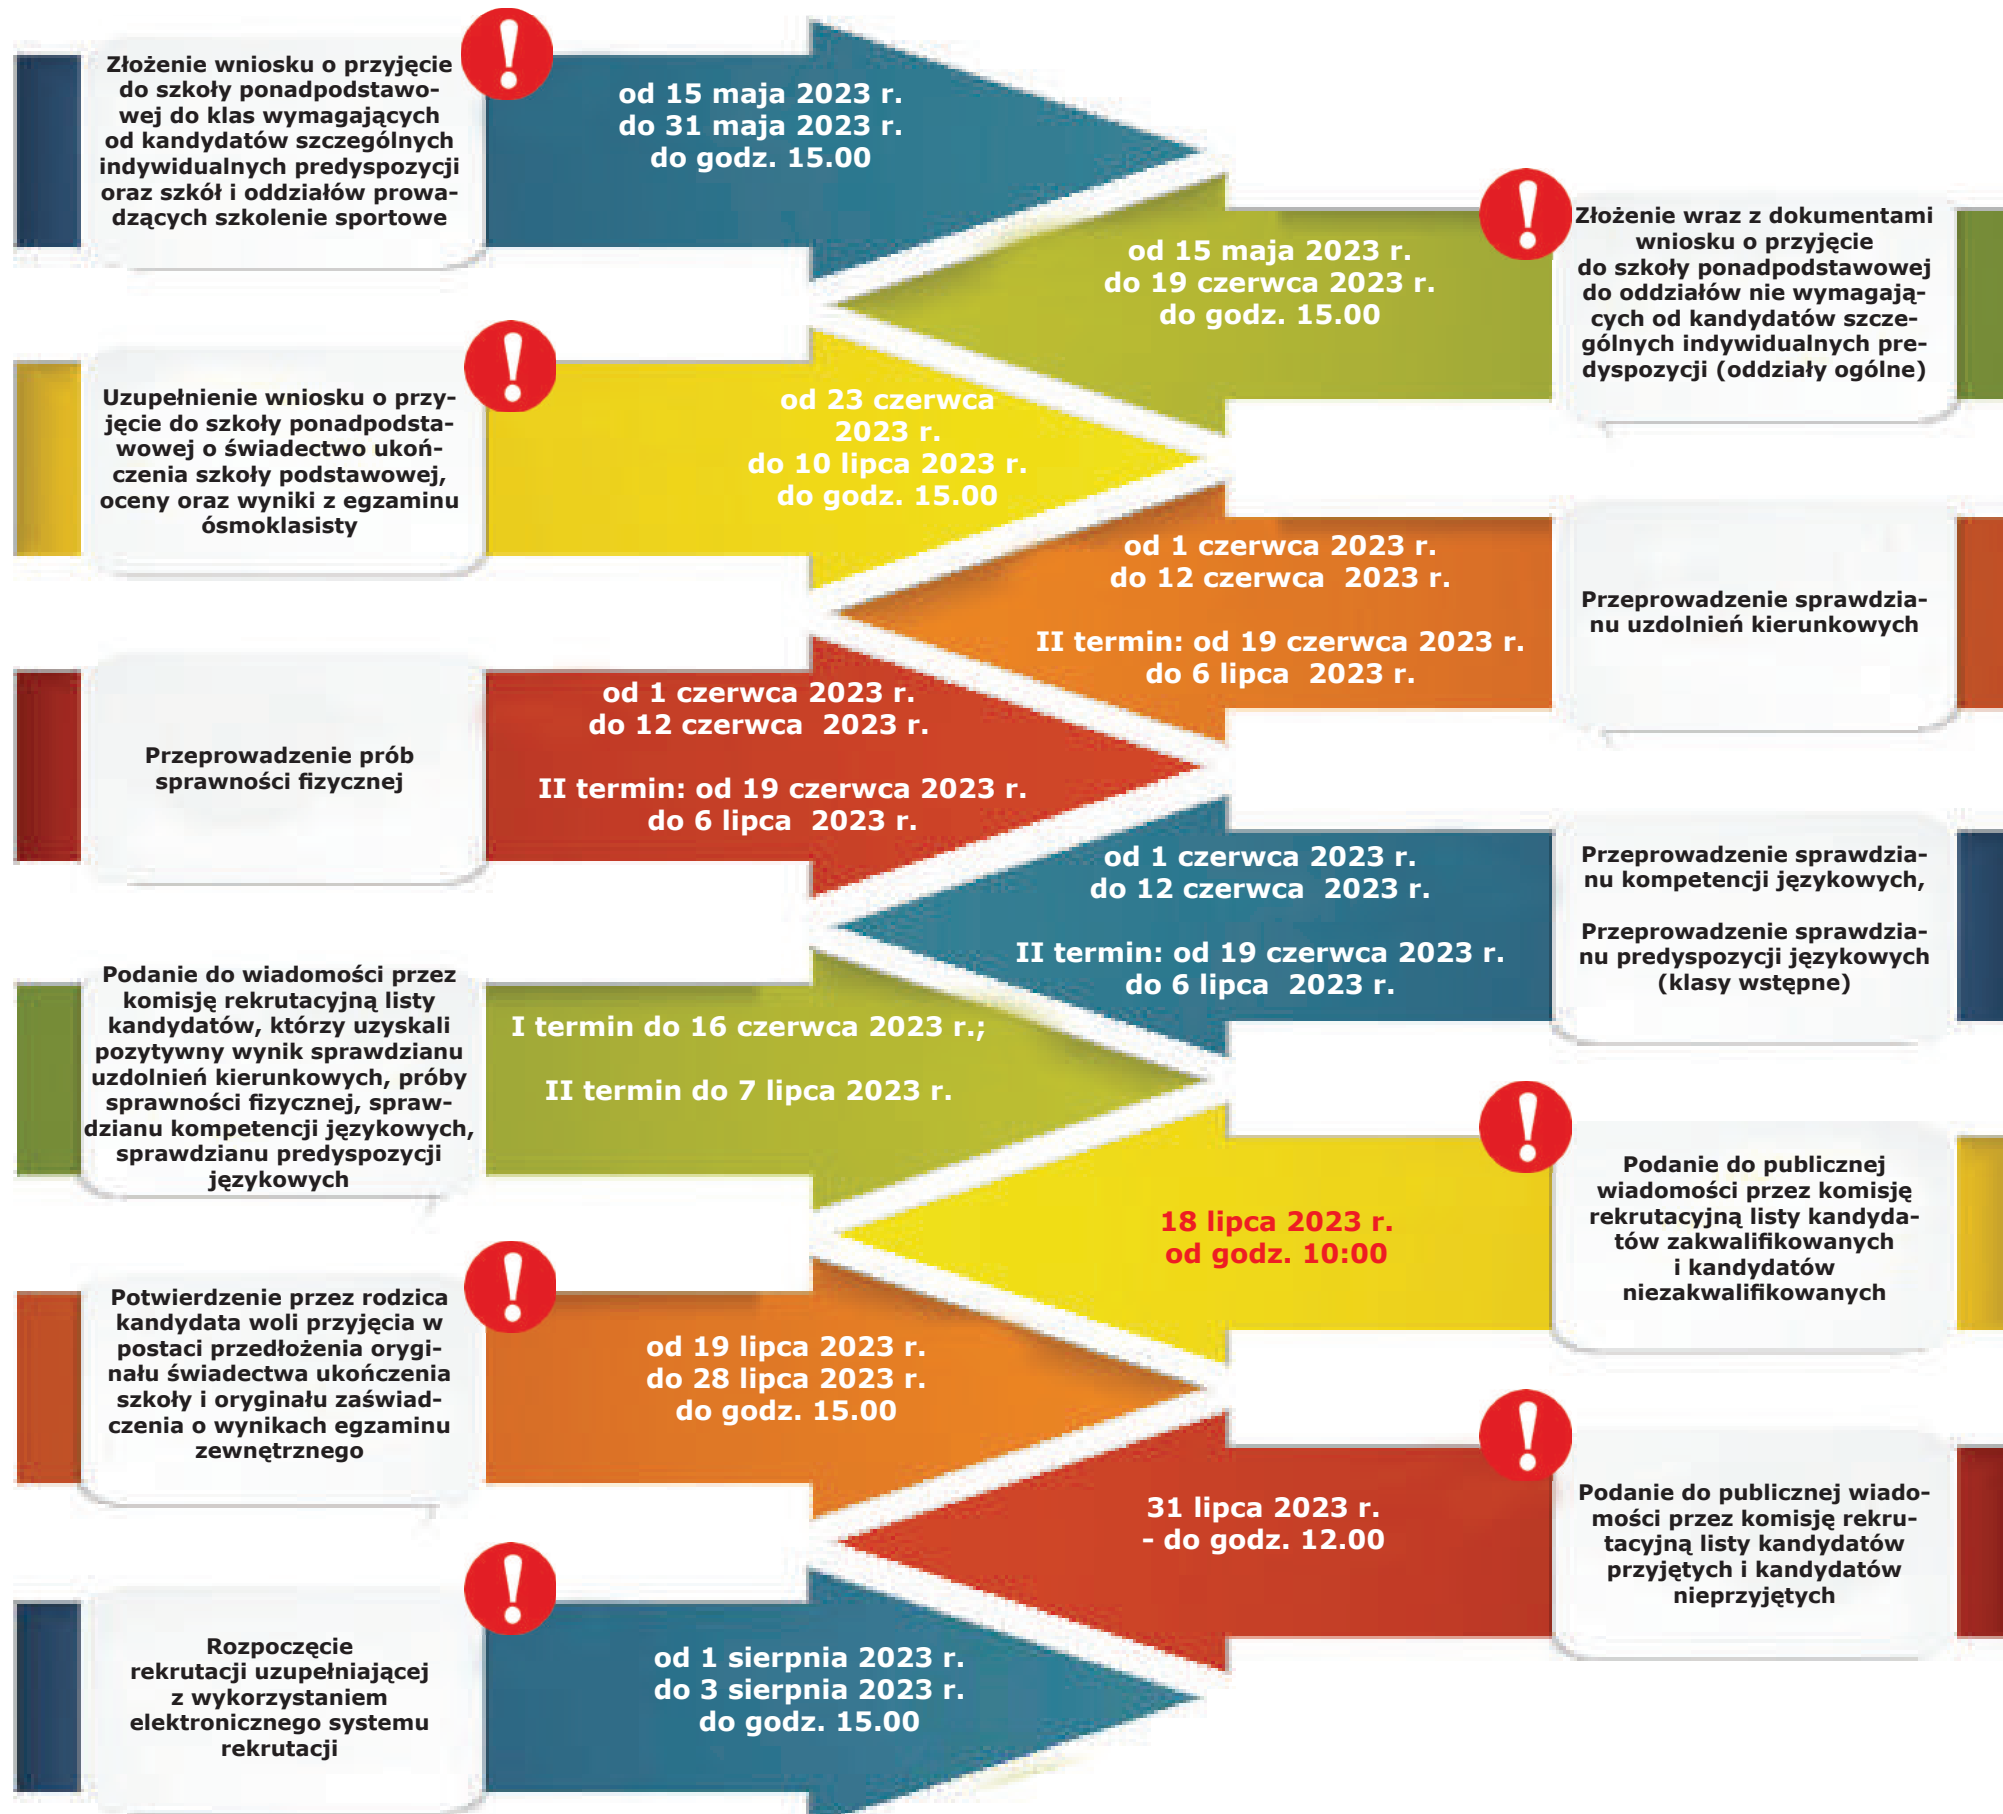 Złożenie wniosku o przyjęcie
do szkoły ponadpodstawo-
wej do klas wymagających
od kandydatów szczególnych
indywidualnych predyspozycji
oraz szkół i oddziałów prowa-
dzących szkolenie sportowe
od 15 maja 2023 r.
do 31 maja 2023 r.
do godz. 15.00
od 15 maja 2023 r.
do 19 czerwca 2023 r.
do godz. 15.00
Złożenie wraz z dokumentami
wniosku o przyjęcie
do szkoły ponadpodstawowej
do oddziałów nie wymagają-
cych od kandydatów szcze-
gólnych indywidualnych pre-
dyspozycji (oddziały ogólne)
Uzupełnienie wniosku o przy-
jęcie do szkoły ponadpodsta-
wowej o świadectwo ukoń-
czenia szkoły podstawowej,
oceny oraz wyniki z egzaminu
ósmoklasisty
od 23 czerwca
2023 r.
do 10 lipca 2023 r.
do godz. 15.00
od 1 czerwca 2023 r.
do 12 czerwca  2023 r.
II termin: od 19 czerwca 2023 r.
do 6 lipca  2023 r.
Przeprowadzenie sprawdzia-
nu uzdolnień kierunkowych
Przeprowadzenie prób
sprawności fizycznej
od 1 czerwca 2023 r.
do 12 czerwca  2023 r.
II termin: od 19 czerwca 2023 r.
do 6 lipca  2023 r.
od 1 czerwca 2023 r.
do 12 czerwca  2023 r.
II termin: od 19 czerwca 2023 r.
do 6 lipca  2023 r.
Przeprowadzenie sprawdzia-
nu kompetencji językowych,
Przeprowadzenie sprawdzia-
nu predyspozycji językowych
(klasy wstępne)
Podanie do wiadomości przez
komisję rekrutacyjną listy
kandydatów, którzy uzyskali
pozytywny wynik sprawdzianu
uzdolnień kierunkowych, próby
sprawności fizycznej, spraw-
dzianu kompetencji językowych,
sprawdzianu predyspozycji
językowych
I termin do 16 czerwca 2023 r.;
II termin do 7 lipca 2023 r.
18 lipca 2023 r.
od godz. 10:00
Podanie do publicznej
wiadomości przez komisję
rekrutacyjną listy kandyda-
tów zakwalifikowanych
i kandydatów
niezakwalifikowanych
Potwierdzenie przez rodzica
kandydata woli przyjęcia w
postaci przedłożenia orygi-
nału świadectwa ukończenia
szkoły i oryginału zaświad-
czenia o wynikach egzaminu
zewnętrznego
od 19 lipca 2023 r.
do 28 lipca 2023 r.
do godz. 15.00
31 lipca 2023 r.
- do godz. 12.00
Podanie do publicznej wiado-
mości przez komisję rekru-
tacyjną listy kandydatów
przyjętych i kandydatów
nieprzyjętych
Rozpoczęcie
rekrutacji uzupełniającej
z wykorzystaniem
elektronicznego systemu
rekrutacji
od 1 sierpnia 2023 r.
do 3 sierpnia 2023 r.
do godz. 15.00